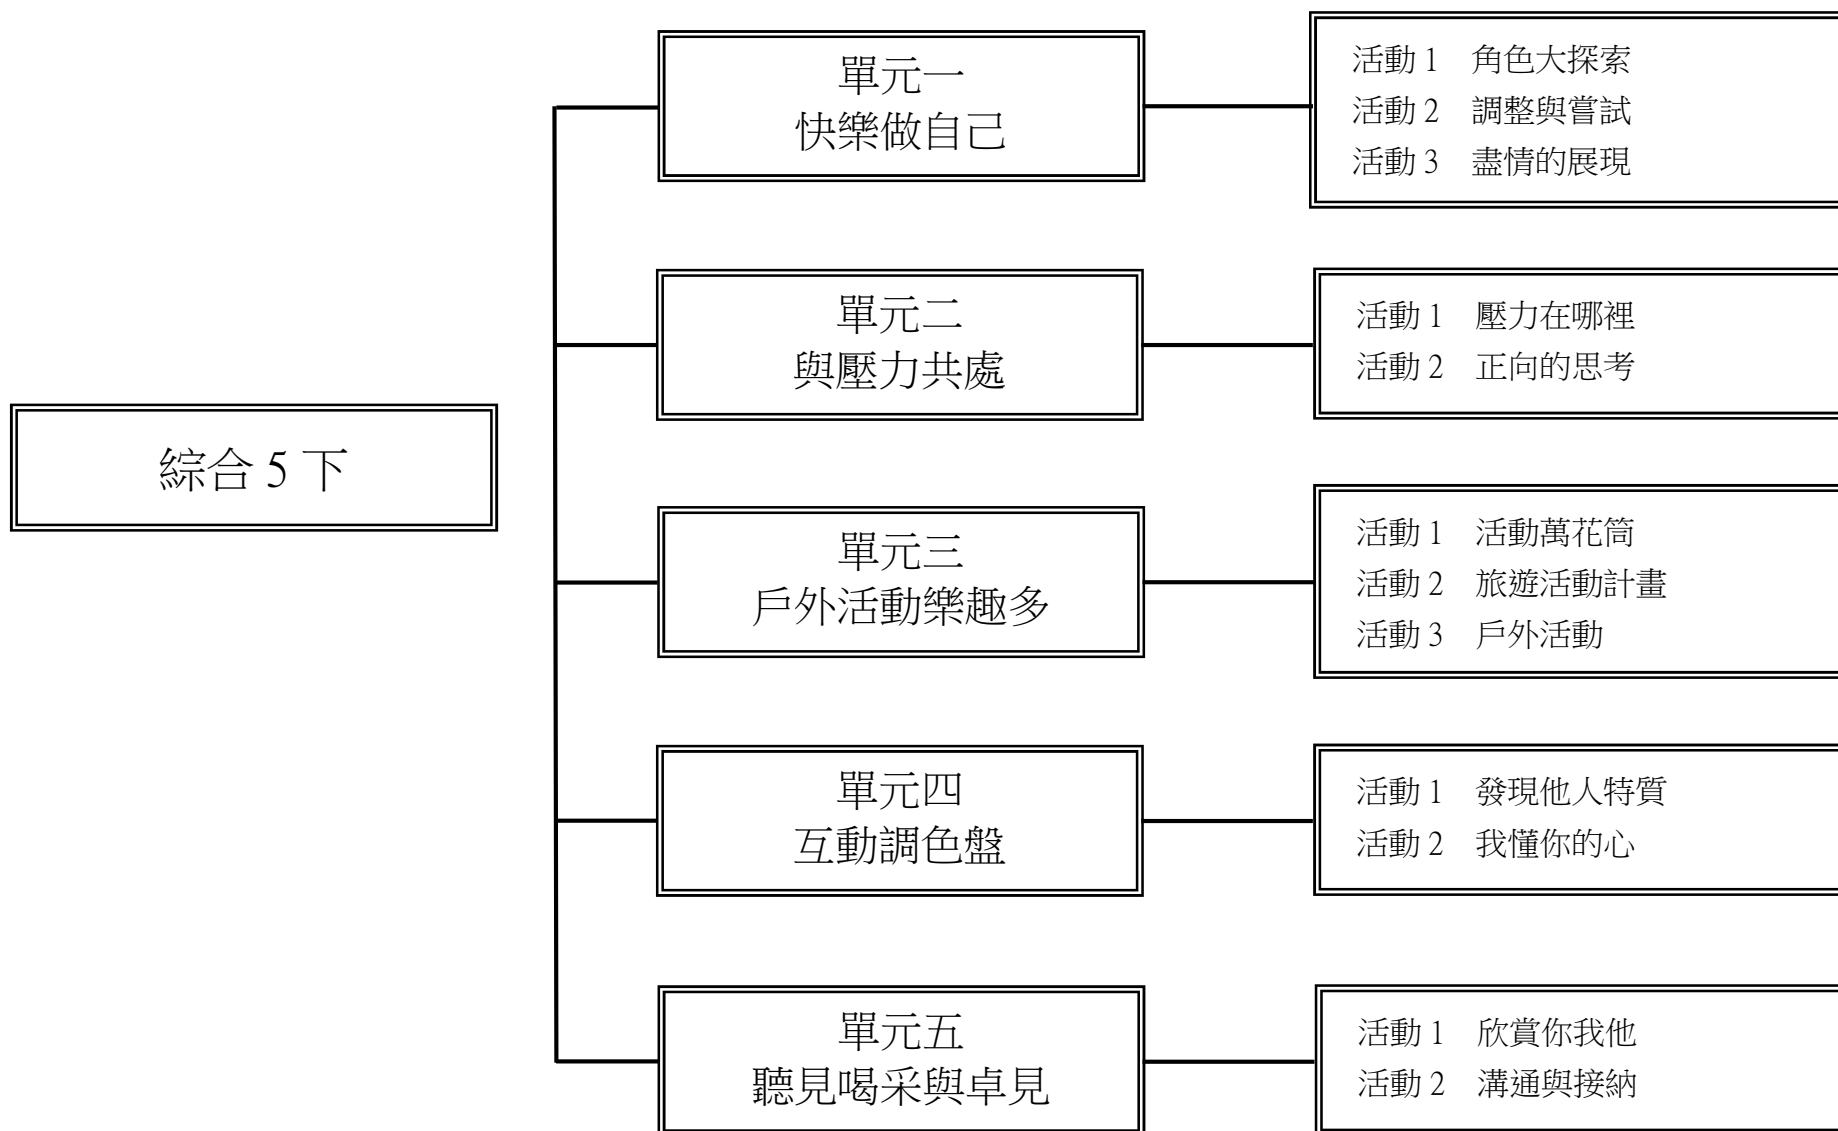 綜合 5 下
單元一
快樂做自己
活動 1　角色大探索
活動 2　調整與嘗試
活動 3　盡情的展現
單元二
與壓力共處
活動 1　壓力在哪裡
活動 2　正向的思考
單元三
戶外活動樂趣多
活動 1　活動萬花筒
活動 2　旅遊活動計畫
活動 3　戶外活動
單元四
互動調色盤
活動 1　發現他人特質
活動 2　我懂你的心
單元五
聽見喝采與卓見
活動 1　欣賞你我他
活動 2　溝通與接納